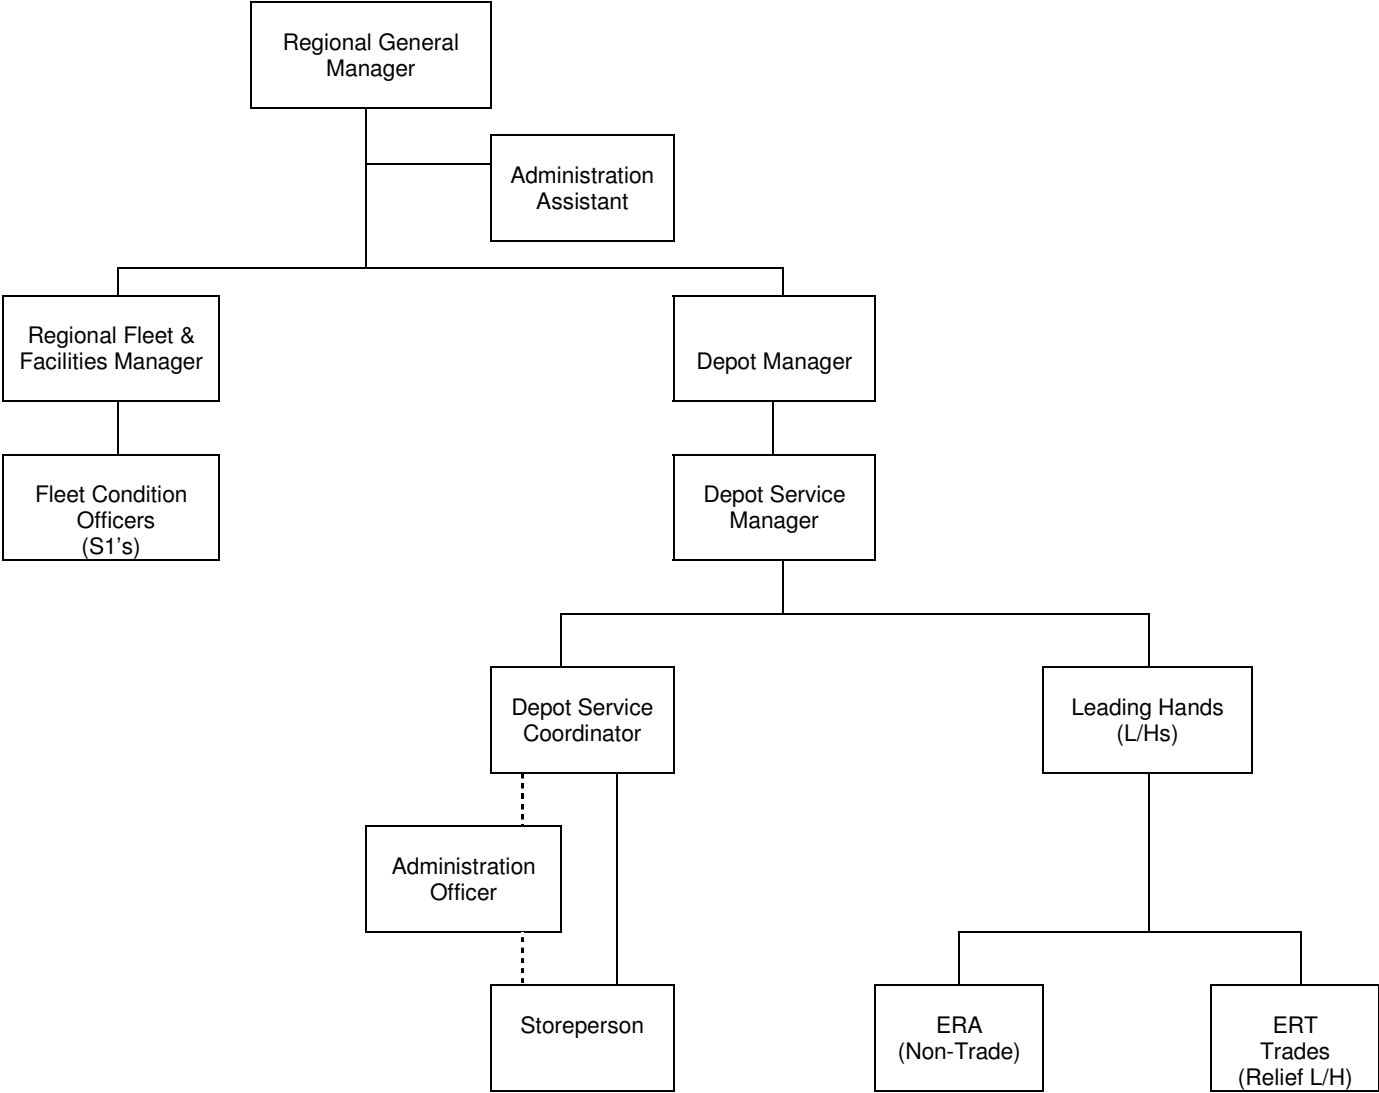 Regional General
Manager
Administration
Assistant
Regional Fleet &
Facilities Manager
Depot Manager
Fleet Condition
Officers
(S1’s)
Depot Service
Manager
Depot Service
Coordinator
Leading Hands
(L/Hs)
Administration
Officer
Storeperson
ERA
(Non-Trade)
ERT
Trades
(Relief L/H)